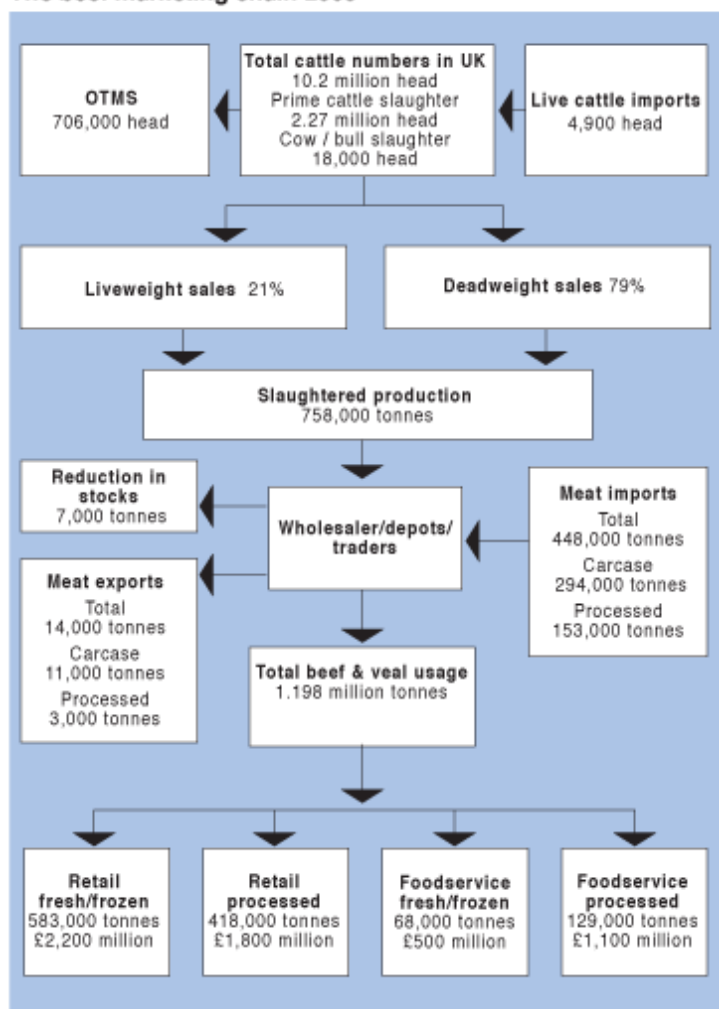 OTMS
706,000 head
Total cattle numbers in UK
10.2 million head
Prime cattle slaughter
2.27 million head
Cow / bull slaughter
18,000 head
Live cattle imports
4,900 head
Liveweight sales 21%
Deadweight sales 79%
Slaughtered production
758,000 tonnes
Reduction in
stocks
7,000 tonnes
Wholesaler/depots/
traders
Meat imports
Total
448,000 tonnes
Carcase
294,000 tonnes
Processed
153,000 tonnes
Meat exports
Total
14,000 tonnes
Carcase
11,000 tonnes
Processed
3,000 tonnes
Total beef & veal usage
1.198 million tonnes
Retail
fresh/frozen
583,000 tonnes
£2,200 million
Retail
processed
418,000 tonnes
£1,800 million
Foodservice
fresh/frozen
68,000 tonnes
£500 million
Foodservice
processed
129,000 tonnes
£1,100 million